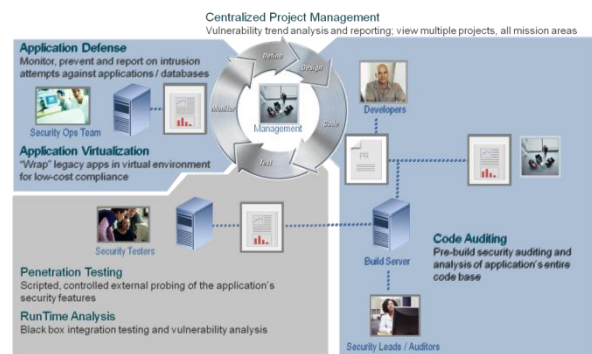 Centralized Project Management
Vulnerability trend analysis and reporting; view multiple projects, all mission areas
Application Defense
Monitor, prevent and report on intrusion
attempts against applications / databases
Security Ops Team
Application Virtualization
"Wrap" legacy apps in virtual environment
for low-cost compliance
Define
Design
Code
Test
Monitor
Management
Developers
PR
Security Testers
Build Server
Code Auditing
Pre-build security auditing and
analysis of application's entire
code base
Penetration Testing
Scripted, controlled external probing of the application's
security features
RunTime Analysis
Black box integration testing and vulnerability analysis
Security Leads / Auditors